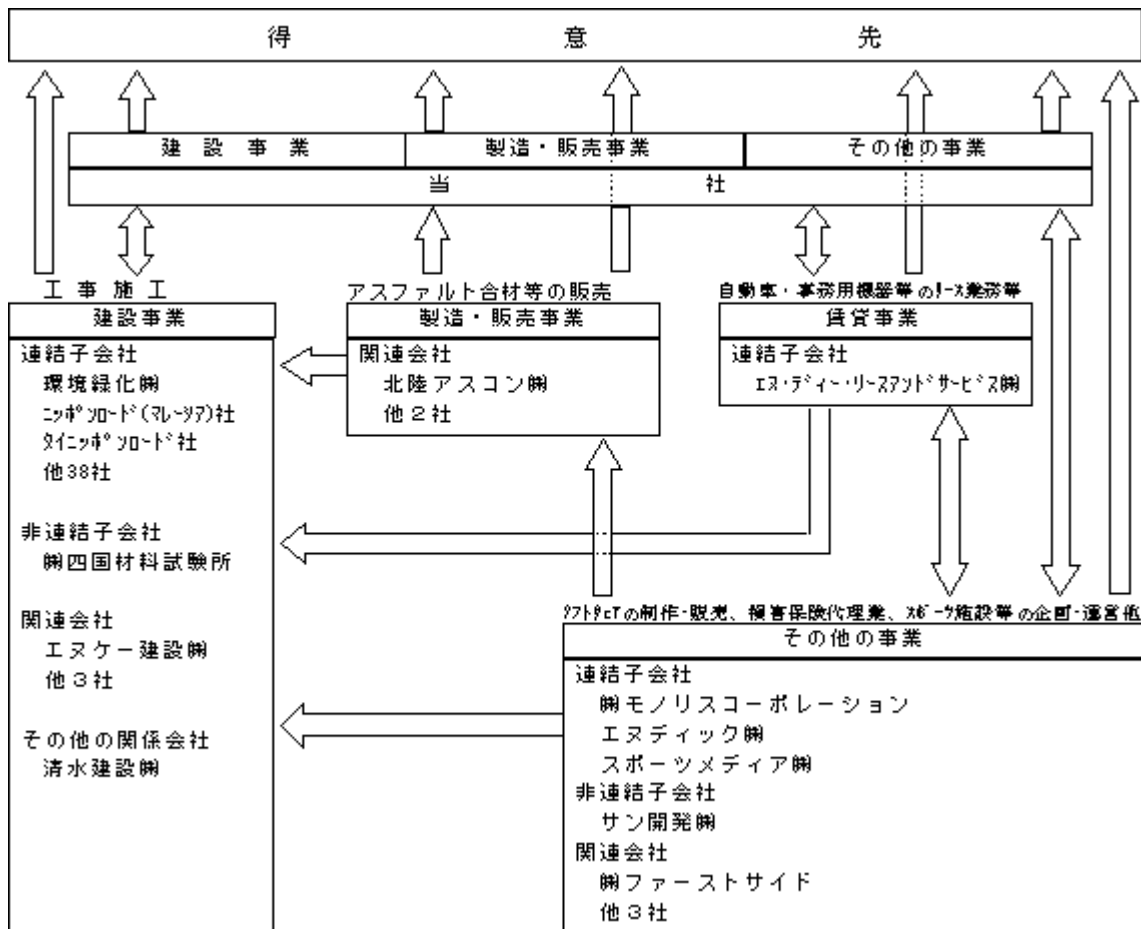 得意先
建設事業
製造・販売事業
その他の事業
当社
工事施工
建設事業
連結子会社
環境緑化㈱
ﾆｯﾎﾟﾝﾛｰﾄﾞ(ﾏﾚｰｼｱ)社
ﾀｲﾆｯﾎﾟﾝﾛｰﾄﾞ社
他38社
非連結子会社
㈱四国材料試験所
関連会社
エヌケー建設㈱
他３社
その他の関係会社
清水建設㈱
アスファルト合材等の販売
製造・販売事業
関連会社
北陸アスコン㈱
他２社
自動車・事務用機器等のﾘｰｽ業務等
賃貸事業
連結子会社
ｴﾇ･ﾃﾞｨｰ･ﾘｰｽｱﾝﾄﾞｻｰﾋﾞｽ㈱
ｿﾌﾄｳｪｱの制作･販売、損害保険代理業、ｽﾎﾟｰﾂ施設等の企画･運営他
その他の事業
連結子会社
㈱モノリスコーポレーション
エヌディック㈱
スポーツメディア㈱
非連結子会社
サン開発㈱
関連会社
㈱ファーストサイド
他３社